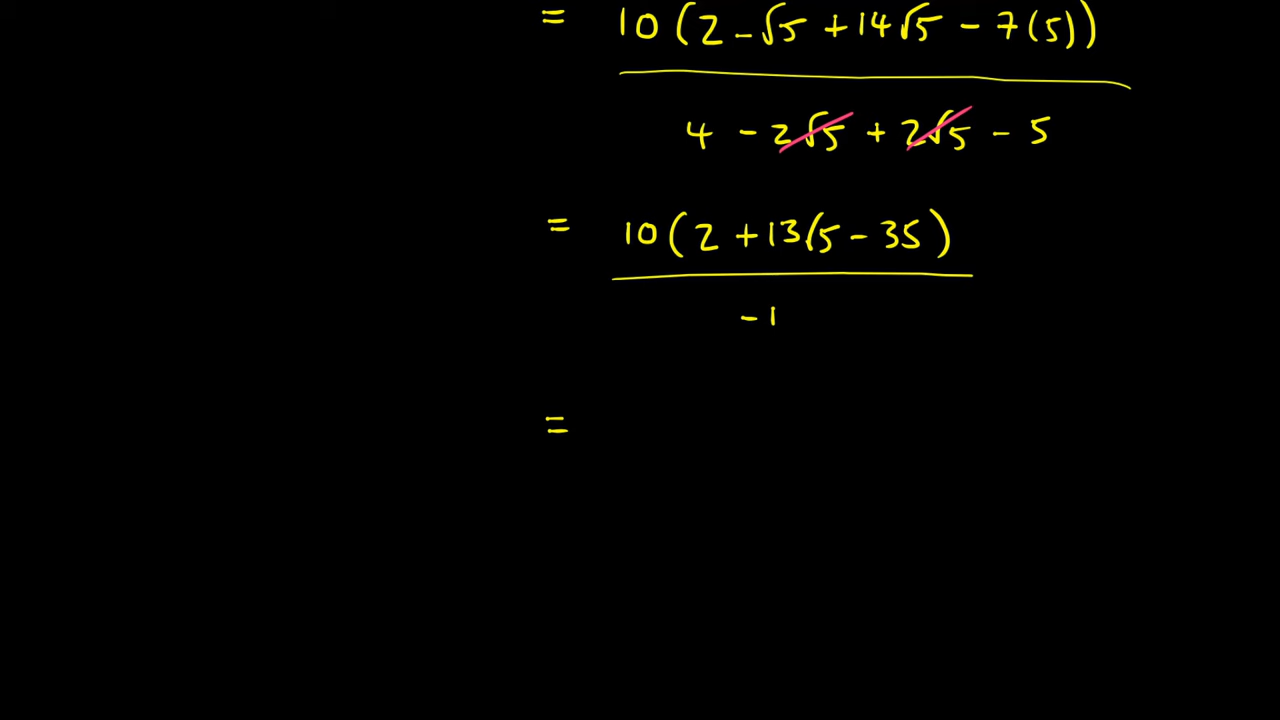 = 10(2-√5 +14√5 - 7(5))
4 - 2√5 + 2√5 - 5
= 10(2 +13√5 - 35)
-1
=